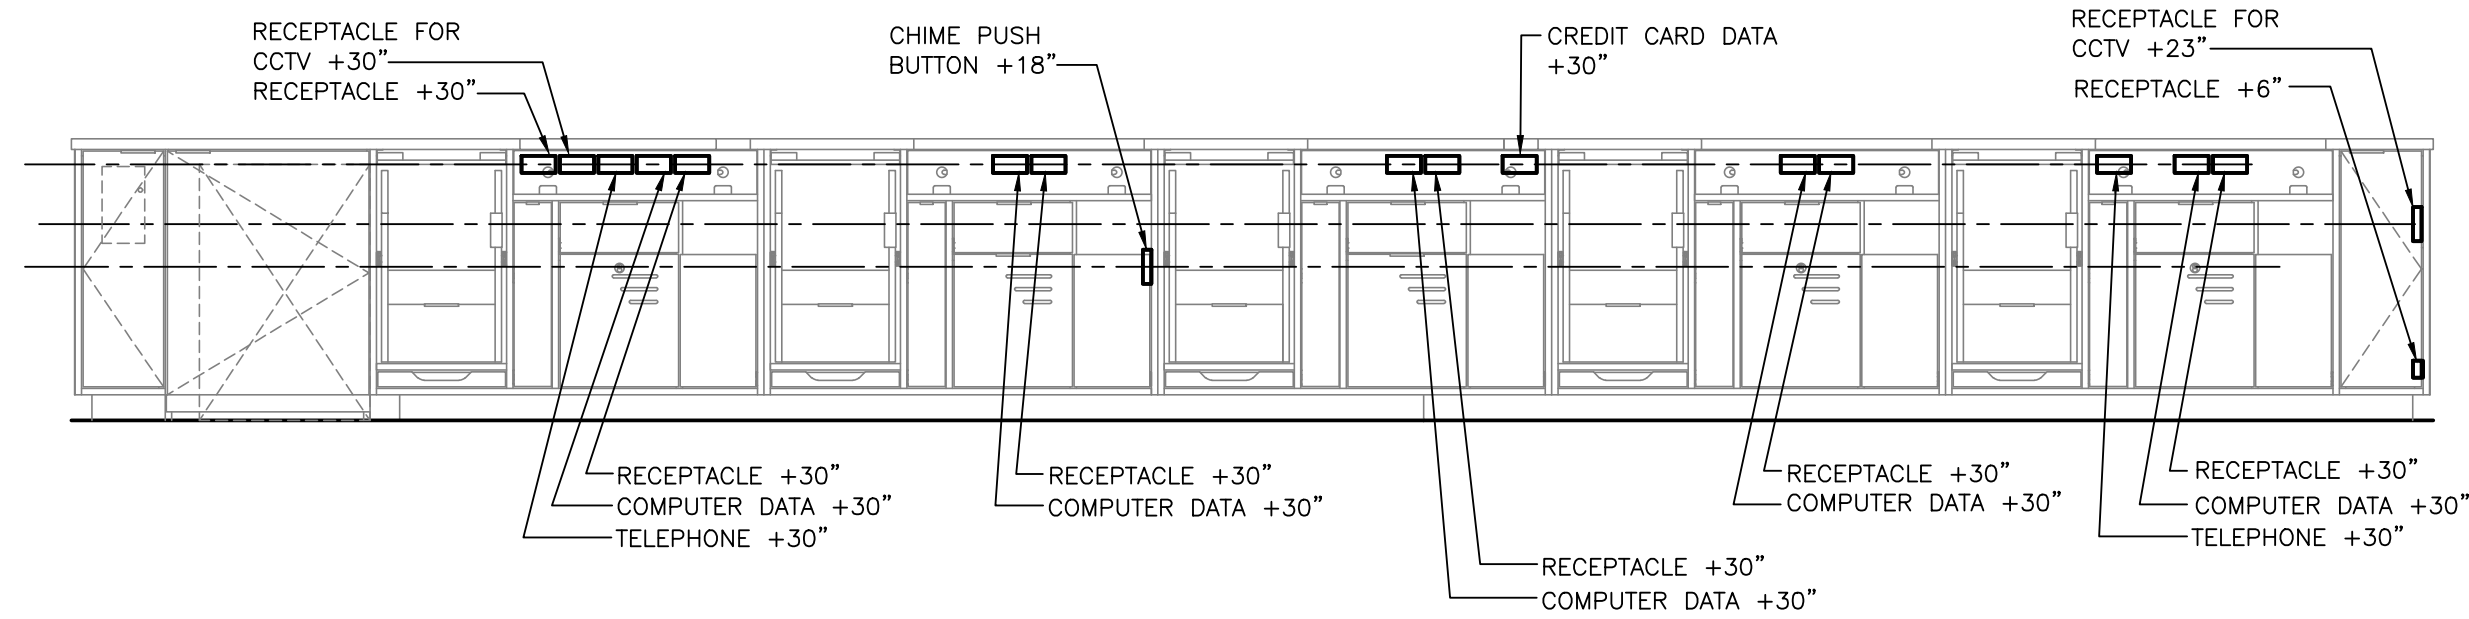 RECEPTACLE FOR
CCTV +30”
RECEPTACLE +30”
CHIME PUSH
BUTTON +18”
CREDIT CARD DATA
+30”
RECEPTACLE FOR
CCTV +23”
RECEPTACLE +6”
RECEPTACLE +30”
COMPUTER DATA +30”
TELEPHONE +30”
RECEPTACLE +30”
COMPUTER DATA +30”
RECEPTACLE +30”
COMPUTER DATA +30”
RECEPTACLE +30”
COMPUTER DATA +30”
RECEPTACLE +30”
COMPUTER DATA +30”
TELEPHONE +30”